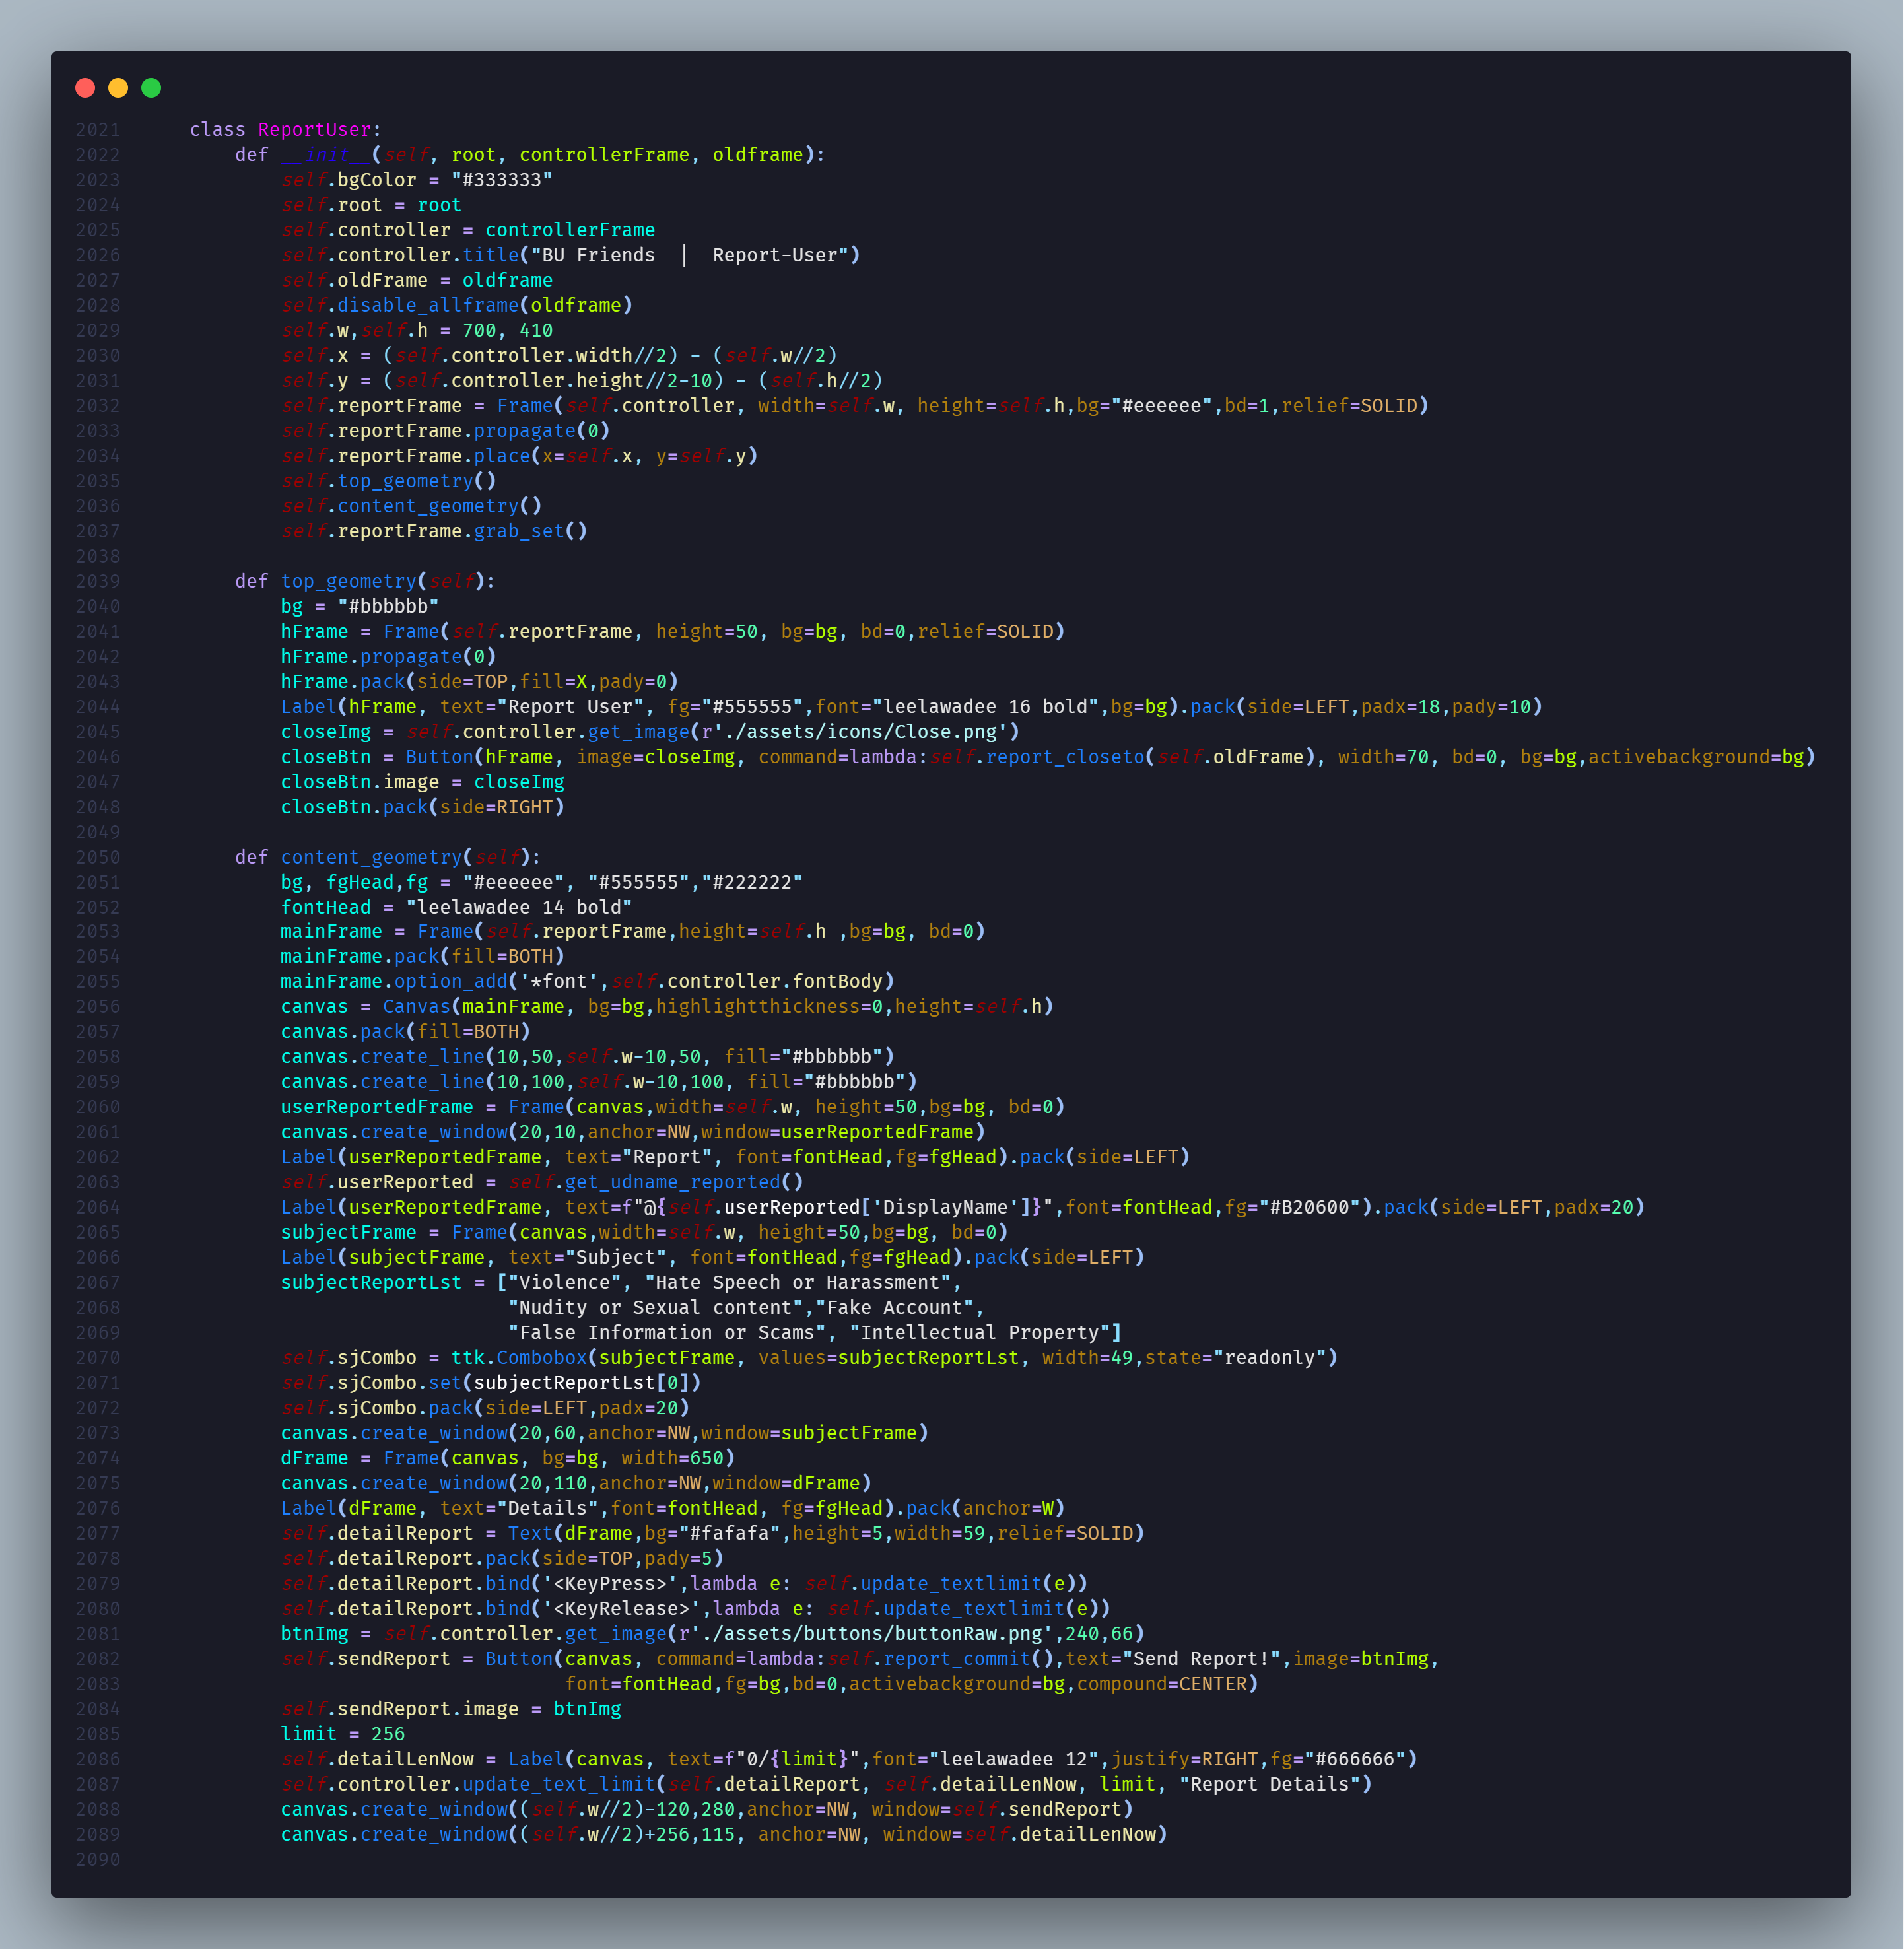 2021 class ReportUser:
2022 def __init__(self, root, controllerFrame, oldframe):
2023 self.bgColor = "#333333"
2024 self.root = root
2025 self.controller = controllerFrame
2026 self.controller.title("BU Friends  |  Report-User")
2027 self.oldFrame = oldframe
2028 self.disable_allframe(oldframe)
2029 self.w,self.h = 700, 410
2030 self.x = (self.controller.width//2) - (self.w//2)
2031 self.y = (self.controller.height//2-10) - (self.h//2)
2032 self.reportFrame = Frame(self.controller, width=self.w, height=self.h,bg="#eeeeee",bd=1,relief=SOLID)
2033 self.reportFrame.propagate(0)
2034 self.reportFrame.place(x=self.x, y=self.y)
2035 self.top_geometry()
2036 self.content_geometry()
2037 self.reportFrame.grab_set()
2038
2039 def top_geometry(self):
2040 bg = "#bbbbbb"
2041 hFrame = Frame(self.reportFrame, height=50, bg=bg, bd=0,relief=SOLID)
2042 hFrame.propagate(0)
2043 hFrame.pack(side=TOP,fill=X,pady=0)
2044 Label(hFrame, text="Report User", fg="#555555",font="leelawadee 16 bold",bg=bg).pack(side=LEFT,padx=18,pady=10)
2045 closeImg = self.controller.get_image(r'./assets/icons/Close.png')
2046 closeBtn = Button(hFrame, image=closeImg, command=lambda:self.report_closeto(self.oldFrame), width=70, bd=0, bg=bg,activebackground=bg)
2047 closeBtn.image = closeImg
2048 closeBtn.pack(side=RIGHT)
2049
2050 def content_geometry(self):
2051 bg, fgHead,fg = "#eeeeee", "#555555","#222222"
2052 fontHead = "leelawadee 14 bold"
2053 mainFrame = Frame(self.reportFrame,height=self.h ,bg=bg, bd=0)
2054 mainFrame.pack(fill=BOTH)
2055 mainFrame.option_add('*font',self.controller.fontBody)
2056 canvas = Canvas(mainFrame, bg=bg,highlightthickness=0,height=self.h)
2057 canvas.pack(fill=BOTH)
2058 canvas.create_line(10,50,self.w-10,50, fill="#bbbbbb")
2059 canvas.create_line(10,100,self.w-10,100, fill="#bbbbbb")
2060 userReportedFrame = Frame(canvas,width=self.w, height=50,bg=bg, bd=0)
2061 canvas.create_window(20,10,anchor=NW,window=userReportedFrame)
2062 Label(userReportedFrame, text="Report", font=fontHead,fg=fgHead).pack(side=LEFT)
2063 self.userReported = self.get_udname_reported()
2064 Label(userReportedFrame, text=f"@{self.userReported['DisplayName']}",font=fontHead,fg="#B20600").pack(side=LEFT,padx=20)
2065 subjectFrame = Frame(canvas,width=self.w, height=50,bg=bg, bd=0)
2066 Label(subjectFrame, text="Subject", font=fontHead,fg=fgHead).pack(side=LEFT)
2067 subjectReportLst = ["Violence", "Hate Speech or Harassment",
2068 "Nudity or Sexual content","Fake Account",
2069 "False Information or Scams", "Intellectual Property"]
2070 self.sjCombo = ttk.Combobox(subjectFrame, values=subjectReportLst, width=49,state="readonly")
2071 self.sjCombo.set(subjectReportLst[0])
2072 self.sjCombo.pack(side=LEFT,padx=20)
2073 canvas.create_window(20,60,anchor=NW,window=subjectFrame)
2074 dFrame = Frame(canvas, bg=bg, width=650)
2075 canvas.create_window(20,110,anchor=NW,window=dFrame)
2076 Label(dFrame, text="Details",font=fontHead, fg=fgHead).pack(anchor=W)
2077 self.detailReport = Text(dFrame,bg="#fafafa",height=5,width=59,relief=SOLID)
2078 self.detailReport.pack(side=TOP,pady=5)
2079 self.detailReport.bind('<KeyPress>',lambda e: self.update_textlimit(e))
2080 self.detailReport.bind('<KeyRelease>',lambda e: self.update_textlimit(e))
2081 btnImg = self.controller.get_image(r'./assets/buttons/buttonRaw.png',240,66)
2082 self.sendReport = Button(canvas, command=lambda:self.report_commit(),text="Send Report!",image=btnImg,
2083 font=fontHead,fg=bg,bd=0,activebackground=bg,compound=CENTER)
2084 self.sendReport.image = btnImg
2085 limit = 256
2086 self.detailLenNow = Label(canvas, text=f"0/{limit}",font="leelawadee 12",justify=RIGHT,fg="#666666")
2087 self.controller.update_text_limit(self.detailReport, self.detailLenNow, limit, "Report Details")
2088 canvas.create_window((self.w//2)-120,280,anchor=NW, window=self.sendReport)
2089 canvas.create_window((self.w//2)+256,115, anchor=NW, window=self.detailLenNow)
2090